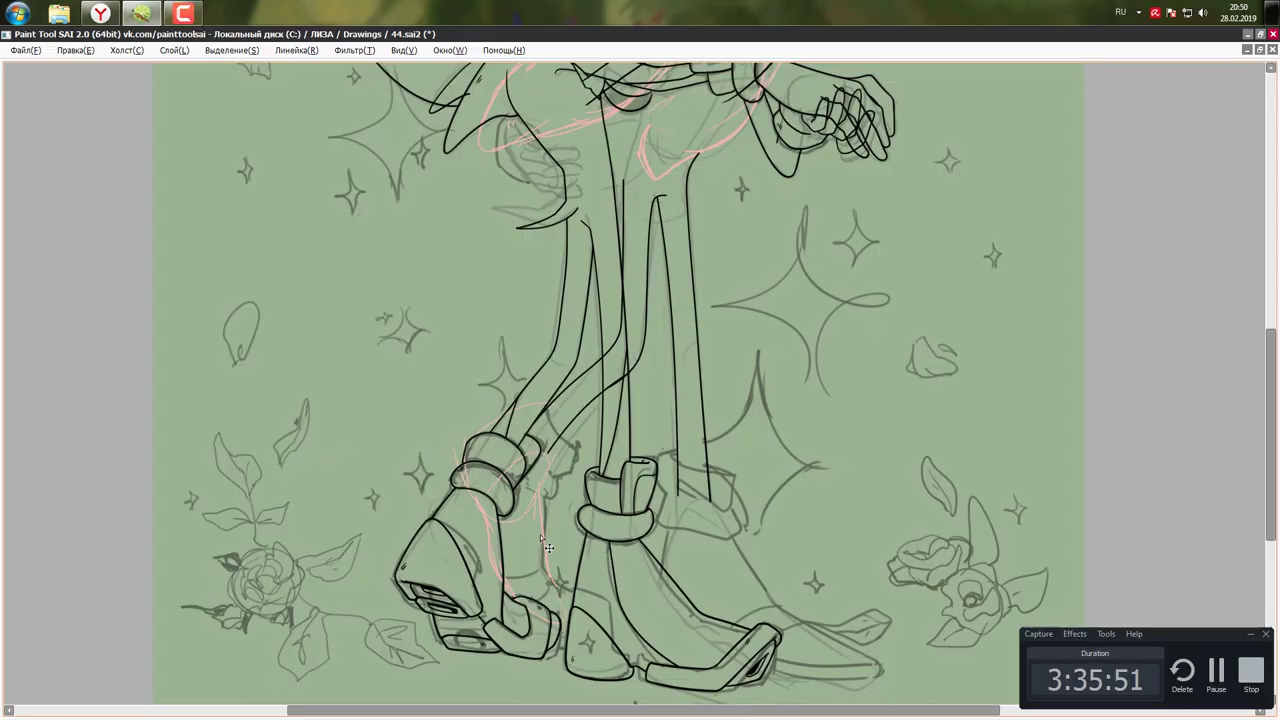 RU
20:50
28.02.2019
Paint Tool SAI 2.0 (64bit) vk.com/painttoolsai - Локальный диск (C:) / ЛИЗА / Drawings / 44.sai2 (*)
Файл(F) Правка(E) Холст(C) Слой(L) Выделение(S) Линейка(R) Фильтр(T) Вид(V) Окно(W) Помощь(H)
Capture Effects Tools Help
Duration
3:35:51
Delete Pause Stop